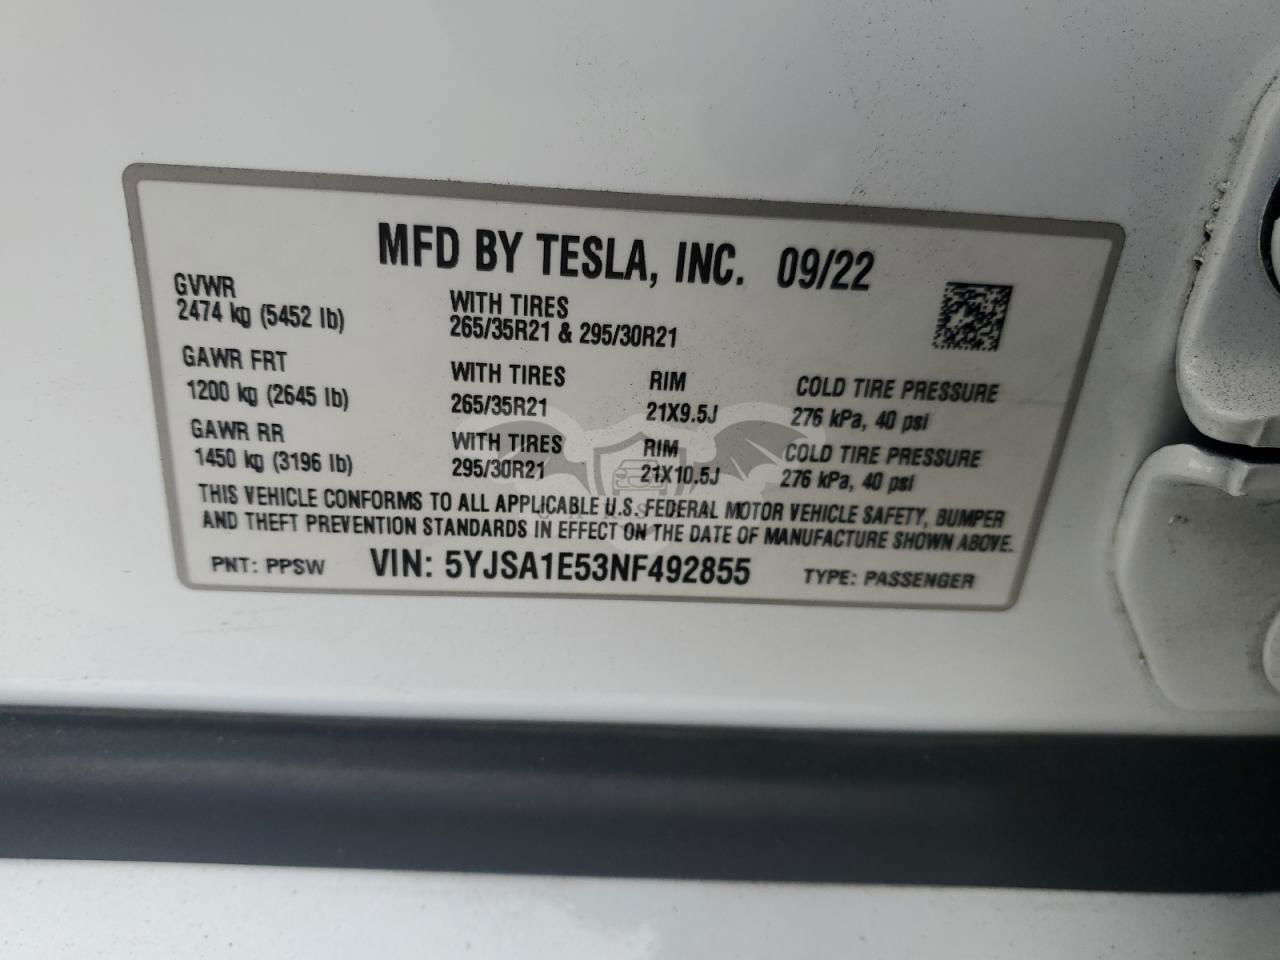 MFD BY TESLA, INC. 09/22
GVWR
2474 kg (5452 lb)
WITH TIRES
265/35R21 & 295/30R21
GAWR FRT
1200 kg (2645 lb)
WITH TIRES
265/35R21
RIM
21X9.5J
COLD TIRE PRESSURE
276 kPa, 40 psi
GAWR RR
1450 kg (3196 lb)
WITH TIRES
295/30R21
RIM
21X10.5J
COLD TIRE PRESSURE
276 kPa, 40 psi
THIS VEHICLE CONFORMS TO ALL APPLICABLE U.S. FEDERAL MOTOR VEHICLE SAFETY, BUMPER
AND THEFT PREVENTION STANDARDS IN EFFECT ON THE DATE OF MANUFACTURE SHOWN ABOVE.
PNT: PPSW VIN: 5YJSA1E53NF492855 TYPE: PASSENGER